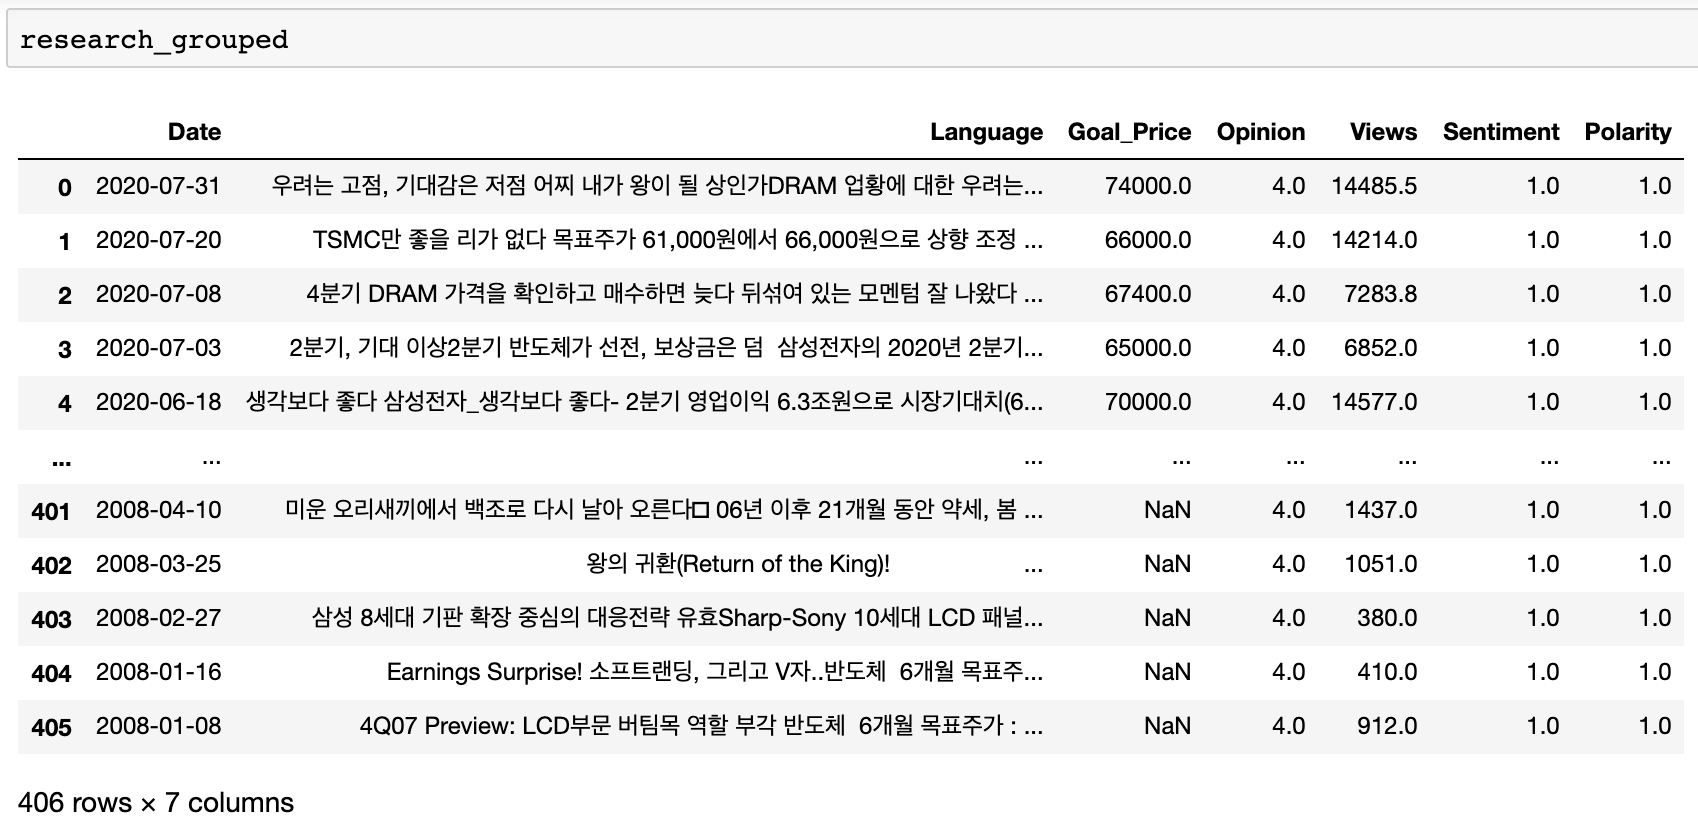 research_grouped
Date Language Goal_Price Opinion Views Sentiment Polarity
0 2020-07-31 우려는 고점, 기대감은 저점 어찌 내가 왕이 될 상인가DRAM 업황에 대한 우려는... 74000.0 4.0 14485.5 1.0 1.0
1 2020-07-20 TSMC만 좋을 리가 없다 목표주가 61,000원에서 66,000원으로 상향 조정 ... 66000.0 4.0 14214.0 1.0 1.0
2 2020-07-08 4분기 DRAM 가격을 확인하고 매수하면 늦다 뒤섞여 있는 모멘텀 잘 나왔다 ... 67400.0 4.0 7283.8 1.0 1.0
3 2020-07-03 2분기, 기대 이상2분기 반도체가 선전, 보상금은 덤  삼성전자의 2020년 2분기... 65000.0 4.0 6852.0 1.0 1.0
4 2020-06-18 생각보다 좋다 삼성전자_생각보다 좋다- 2분기 영업이익 6.3조원으로 시장기대치(6... 70000.0 4.0 14577.0 1.0 1.0
... ... ... ... ... ... ... ...
401 2008-04-10 미운 오리새끼에서 백조로 다시 날아 오른다□ 06년 이후 21개월 동안 약세, 봄 ... NaN 4.0 1437.0 1.0 1.0
402 2008-03-25 왕의 귀환(Return of the King)! ... NaN 4.0 1051.0 1.0 1.0
403 2008-02-27 삼성 8세대 기판 확장 중심의 대응전략 유효Sharp-Sony 10세대 LCD 패널... NaN 4.0 380.0 1.0 1.0
404 2008-01-16 Earnings Surprise! 소프트랜딩, 그리고 V자..반도체  6개월 목표주... NaN 4.0 410.0 1.0 1.0
405 2008-01-08 4Q07 Preview: LCD부문 버팀목 역할 부각 반도체  6개월 목표주가 : ... NaN 4.0 912.0 1.0 1.0
406 rows × 7 columns